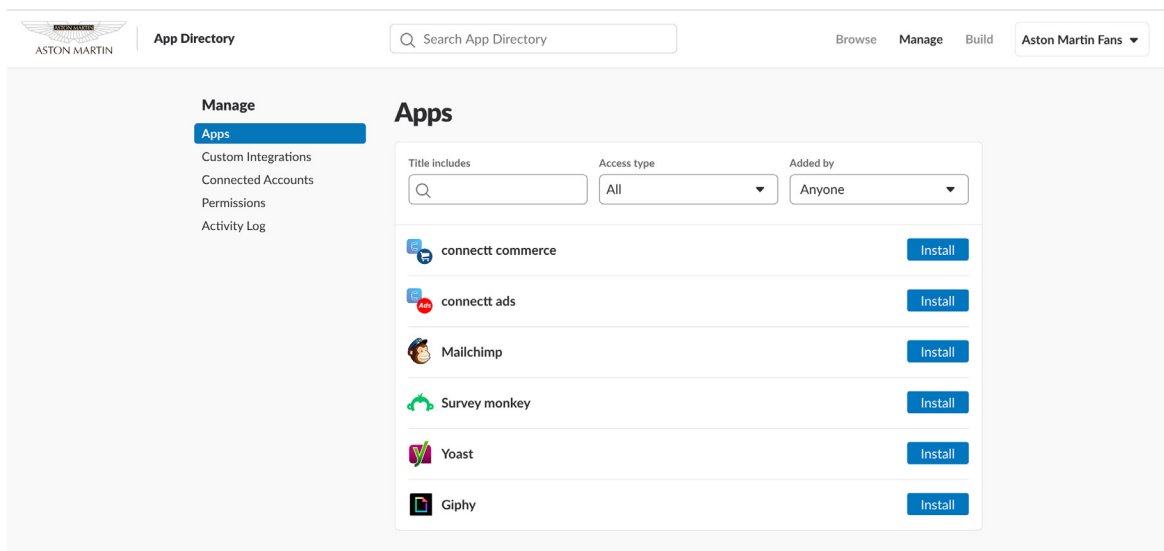 ASTON MARTIN
ASTON MARTIN
App Directory
Search App Directory
Browse
Manage
Build
Aston Martin Fans
Manage
Apps
Custom Integrations
Connected Accounts
Permissions
Activity Log
Apps
Title includes
Access type
Added by
All
Anyone
connectt commerce
Install
connectt ads
Install
Ads
Mailchimp
Install
Survey monkey
Install
Yoast
Install
Giphy
Install